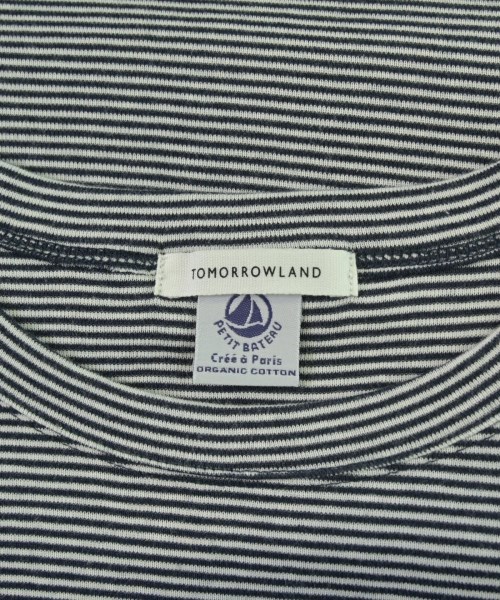 TOMORROWLAND
PETIT BATEAU
Créé à Paris
ORGANIC COTTON